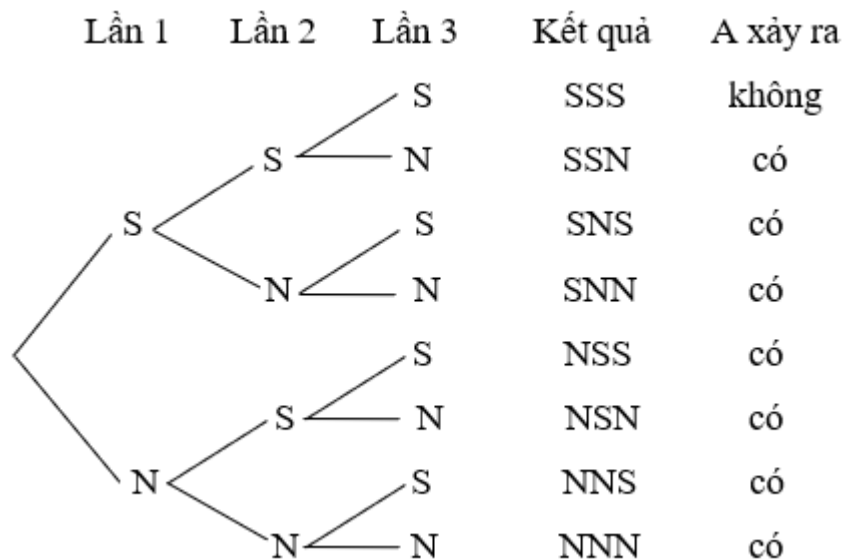 Lần 1 Lần 2 Lần 3 Kết quả A xảy ra
S SSS không
S N SSN có
S S SNS có
N N SNN có
S NSS có
S N NSN có
N S NNS có
N N NNN có